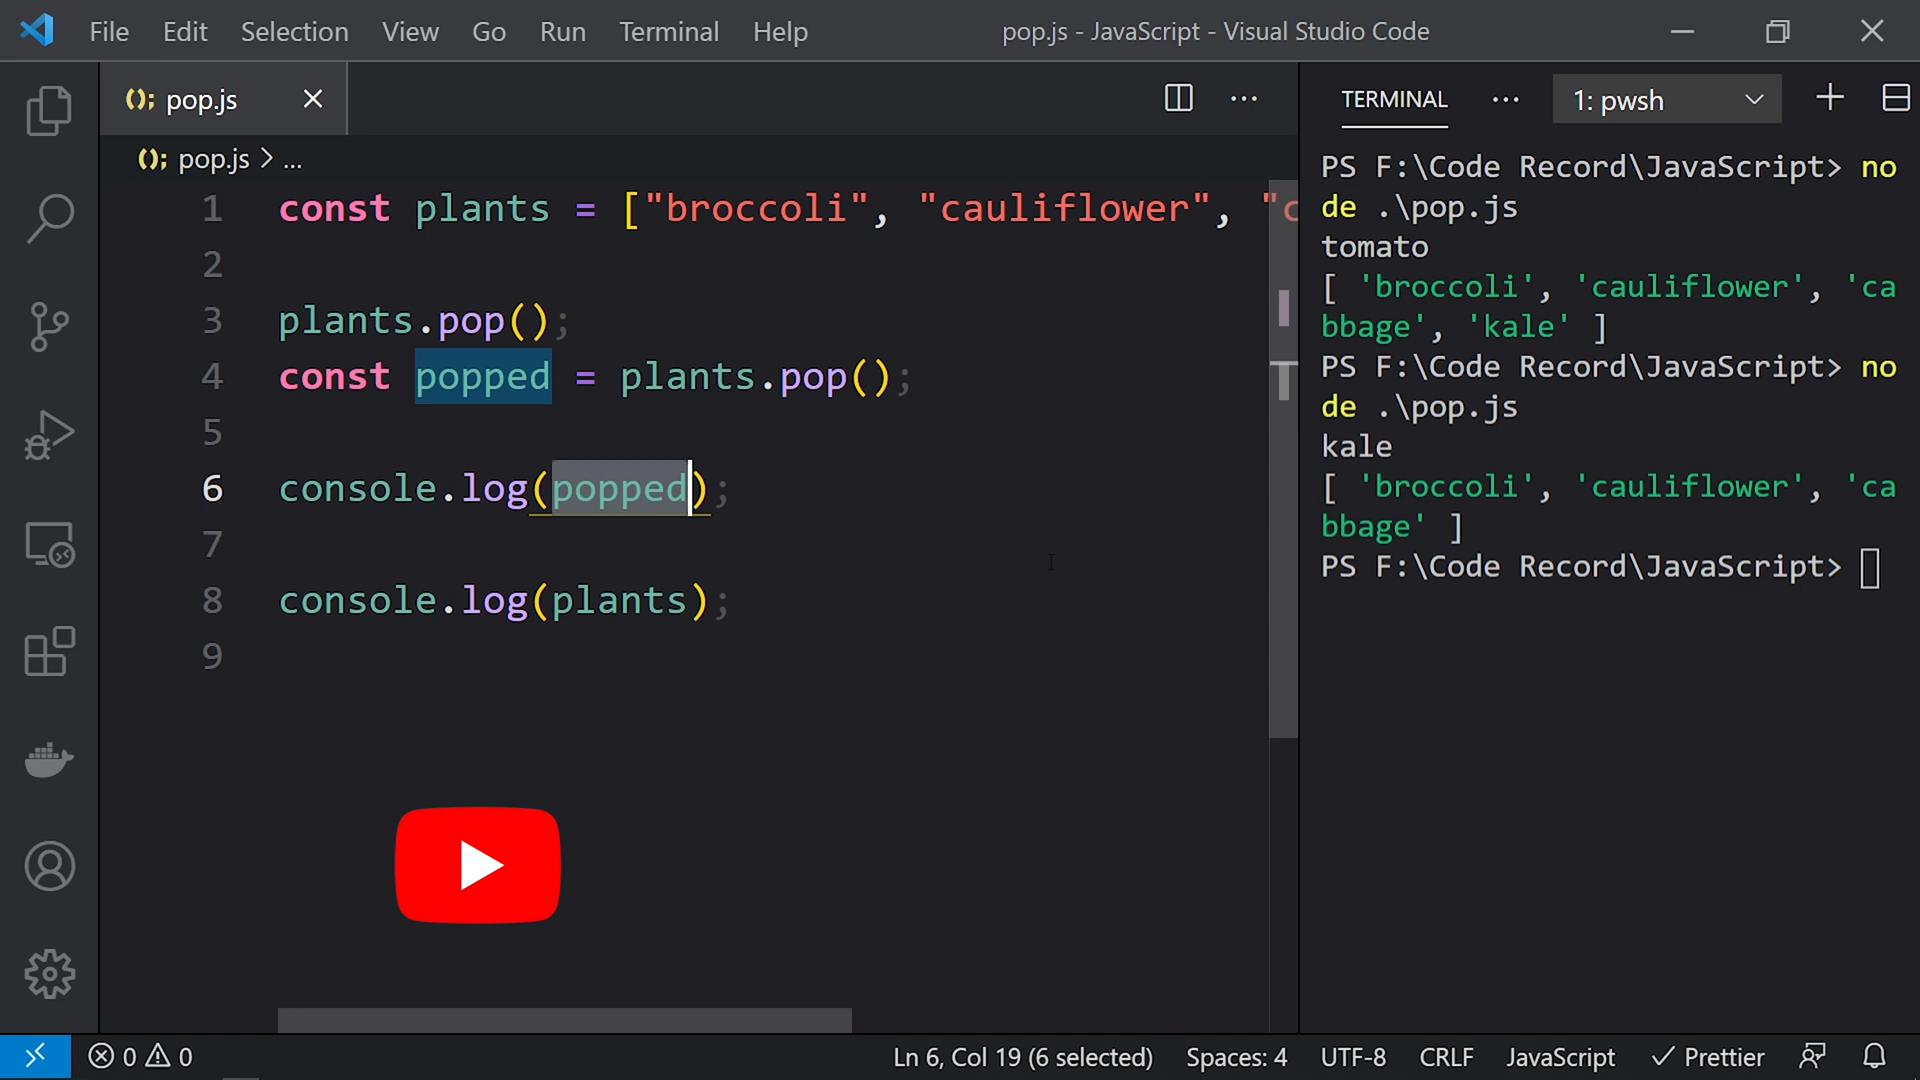 File Edit Selection View Go Run Terminal Help pop.js - JavaScript - Visual Studio Code
(); pop.js
(); pop.js > ...
1 const plants = ["broccoli", "cauliflower", "c
2
3 plants.pop();
4 const popped = plants.pop();
5
6 console.log(popped);
7
8 console.log(plants);
9
TERMINAL ... 1: pwsh
PS F:\Code Record\JavaScript> no
de .\pop.js
tomato
[ 'broccoli', 'cauliflower', 'ca
bbage', 'kale' ]
PS F:\Code Record\JavaScript> no
de .\pop.js
kale
[ 'broccoli', 'cauliflower', 'ca
bbage' ]
PS F:\Code Record\JavaScript>
0 0 Ln 6, Col 19 (6 selected) Spaces: 4 UTF-8 CRLF JavaScript Prettier